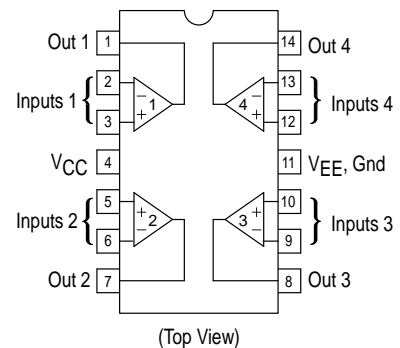 Out 1 1 14 Out 4
Inputs 1 { 2 − 1 4 − 13 } Inputs 4
3 + + 12
VCC 4 11 VEE, Gnd
Inputs 2 { 5 + 2 3 + 10 } Inputs 3
6 − − 9
Out 2 7 8 Out 3
(Top View)